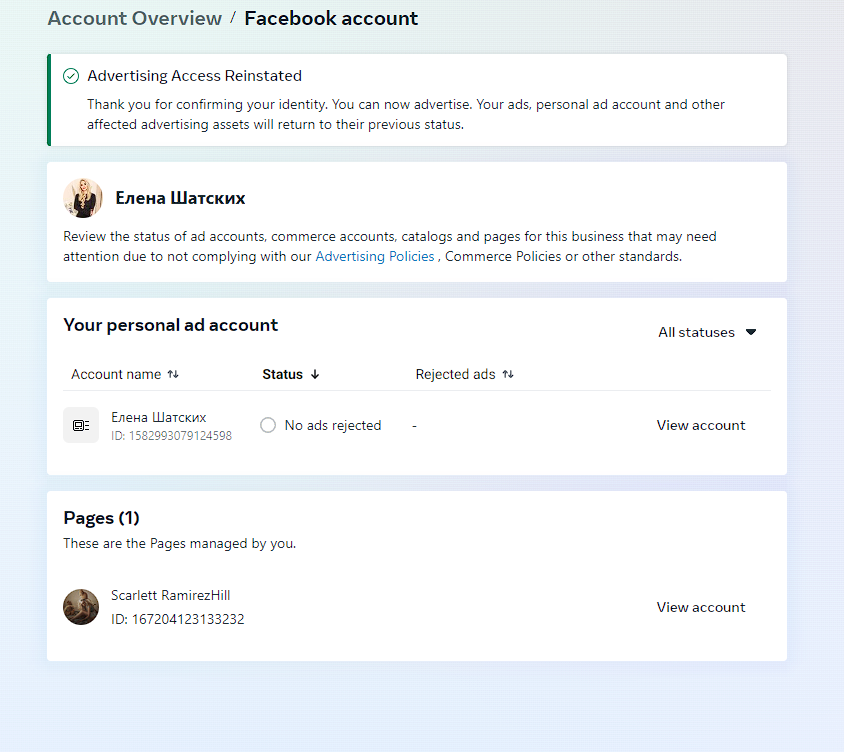 Account Overview / Facebook account
Advertising Access Reinstated
Thank you for confirming your identity. You can now advertise. Your ads, personal ad account and other
affected advertising assets will return to their previous status.
Елена Шатских
Review the status of ad accounts, commerce accounts, catalogs and pages for this business that may need
attention due to not complying with our Advertising Policies , Commerce Policies or other standards.
Your personal ad account
All statuses
Account name Status Rejected ads
Елена Шатских
ID: 1582993079124598
No ads rejected - View account
Pages (1)
These are the Pages managed by you.
Scarlett RamirezHill
ID: 167204123133232
View account